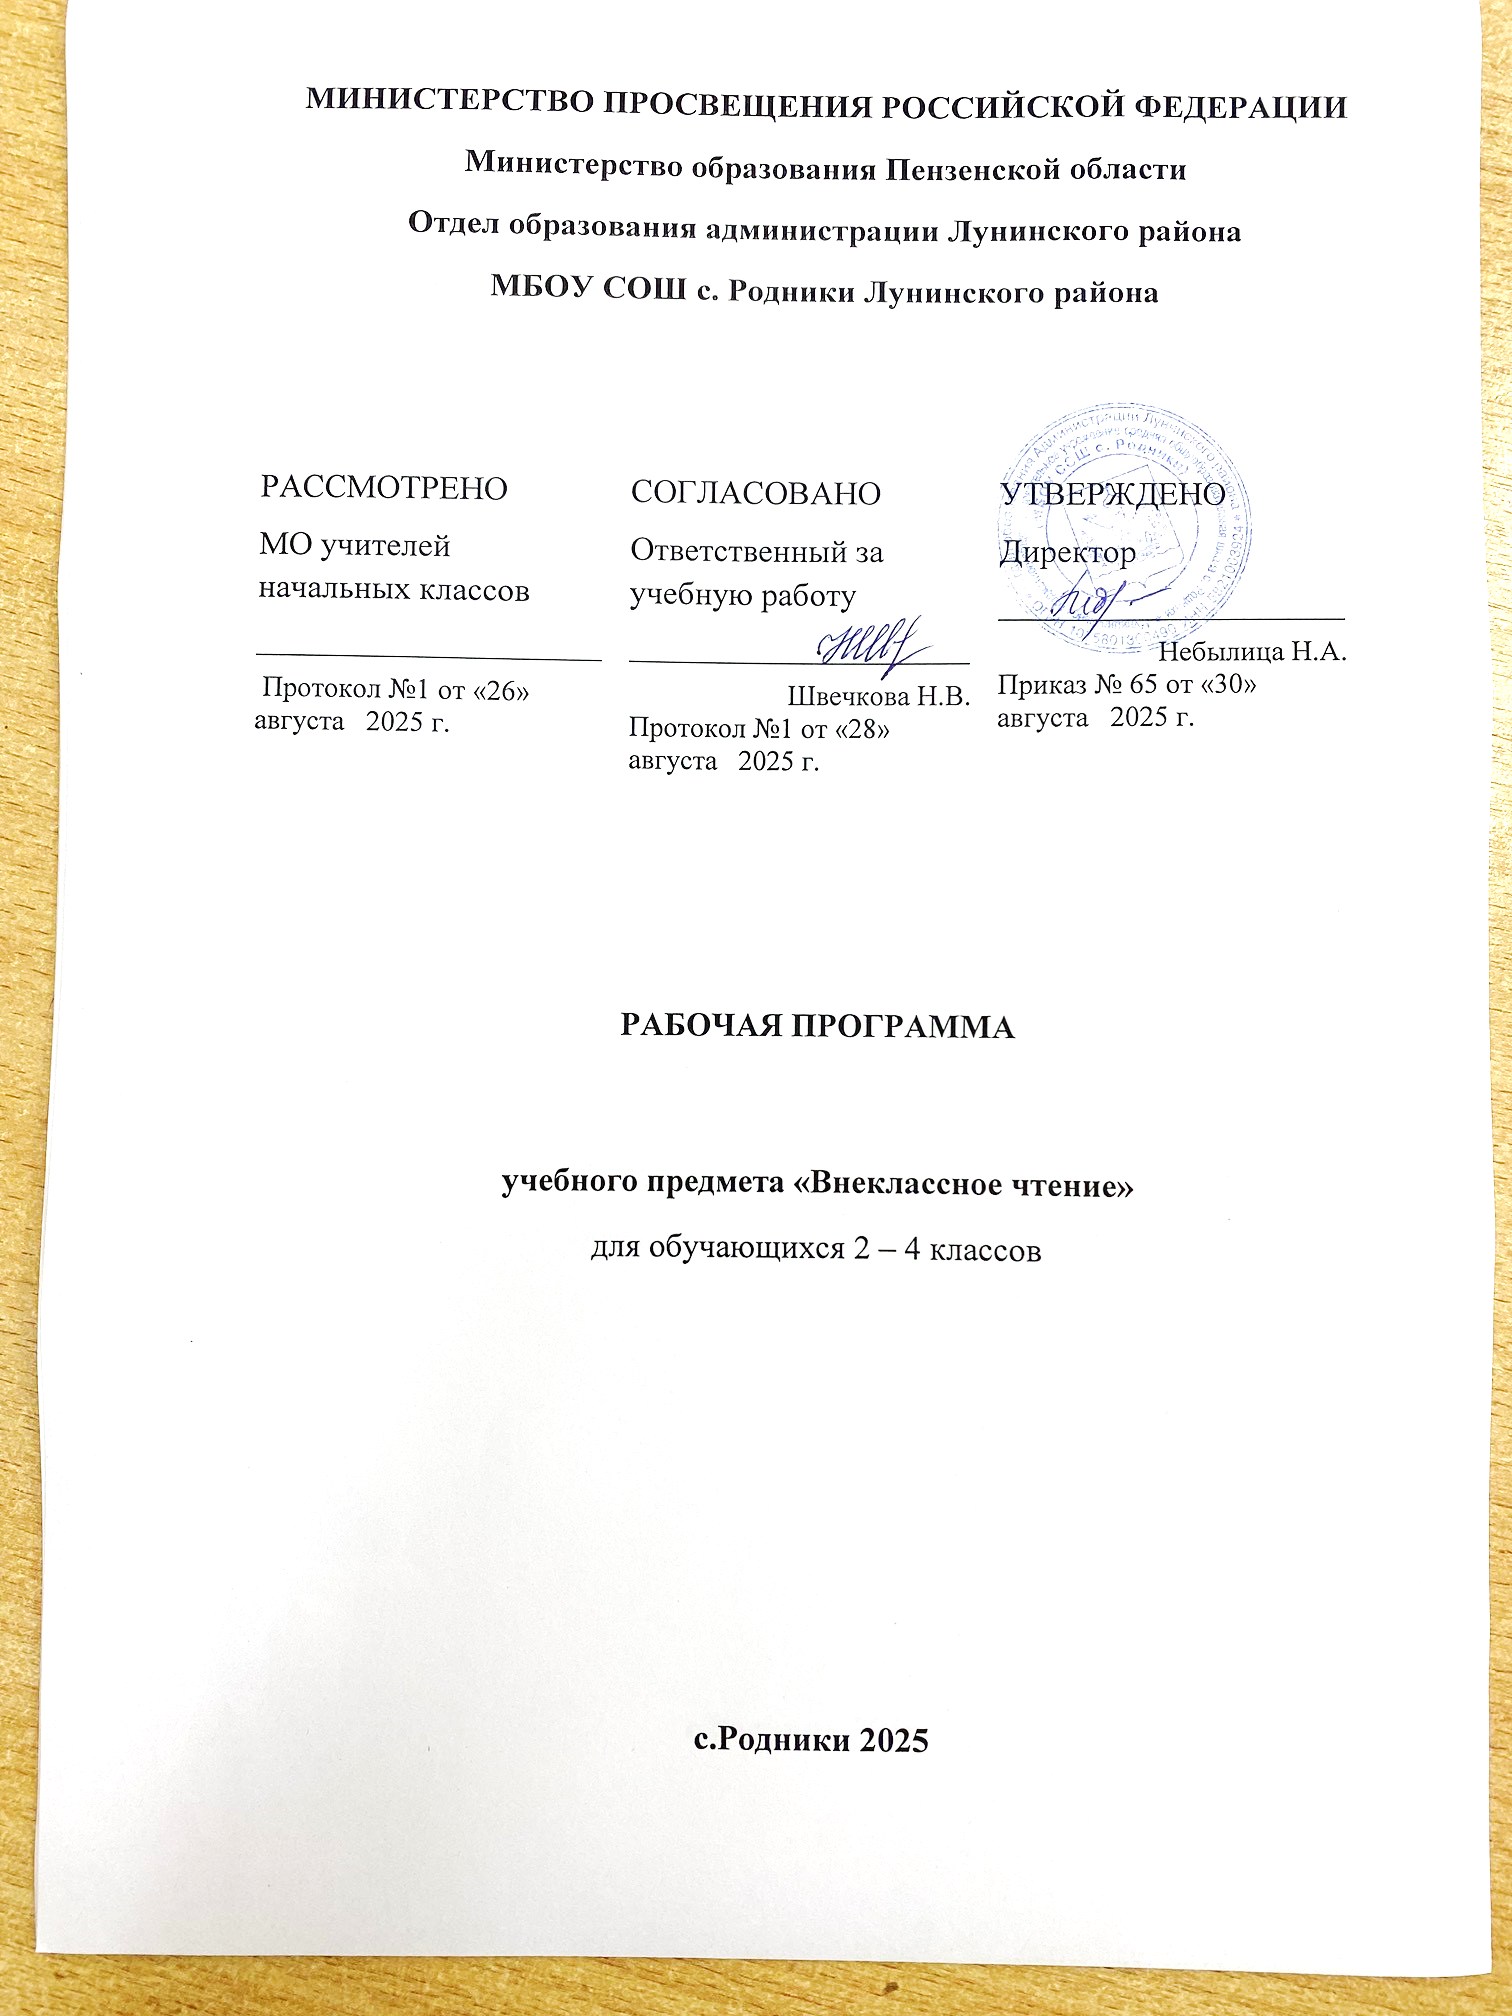 МИНИСТЕРСТВО ПРОСВЕЩЕНИЯ РОССИЙСКОЙ ФЕДЕРАЦИИ
Министерство образования Пензенской области
Отдел образования администрации Лунинского района
МБОУ СОШ с. Родники Лунинского района
РАССМОТРЕНО
МО учителей
начальных классов
Протокол №1 от «26»
августа 2025 г.
СОГЛАСОВАНО
Ответственный за
учебную работу
Швечкова Н.В.
Протокол №1 от «28»
августа 2025 г.
УТВЕРЖДЕНО
Директор
Небылица Н.А.
Приказ № 65 от «30»
августа 2025 г.
РАБОЧАЯ ПРОГРАММА
учебного предмета «Внеклассное чтение»
для обучающихся 2 – 4 классов
с.Родники 2025